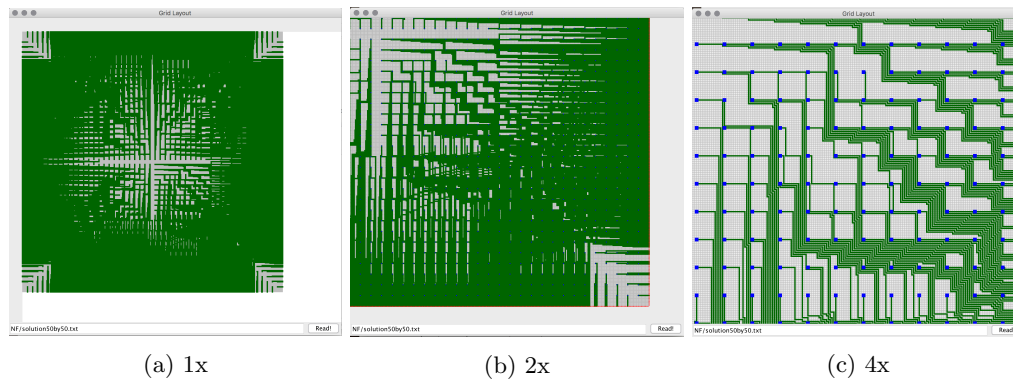 Grid Layout
NF/solution50by50.txt
Read!
(a) 1x
Grid Layout
NF/solution50by50.txt
Read!
(b) 2x
Grid Layout
NF/solution50by50.txt
Read
(c) 4x